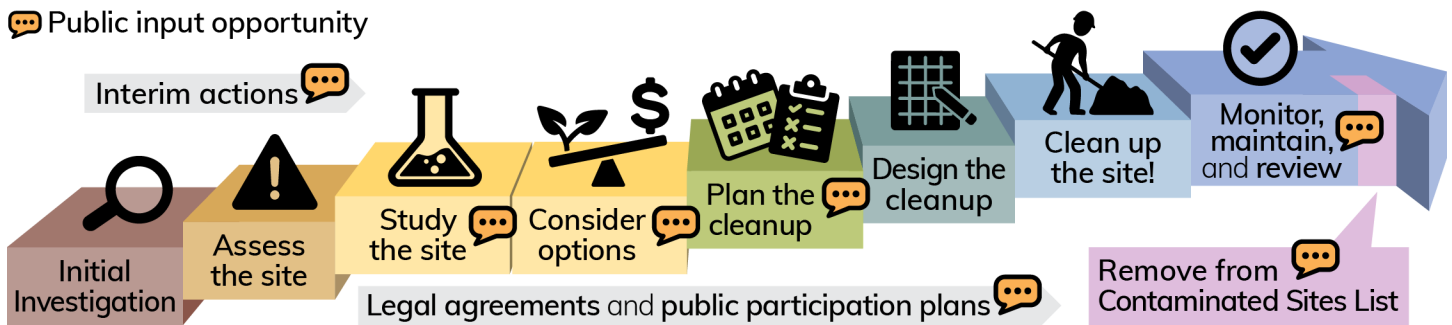 Public input opportunity
Interim actions
Initial
Investigation
Assess
the site
Study
the site
Consider
options
Plan the
cleanup
Design the
cleanup
Clean up
the site!
Monitor,
maintain,
and review
Legal agreements and public participation plans
Remove from
Contaminated Sites List